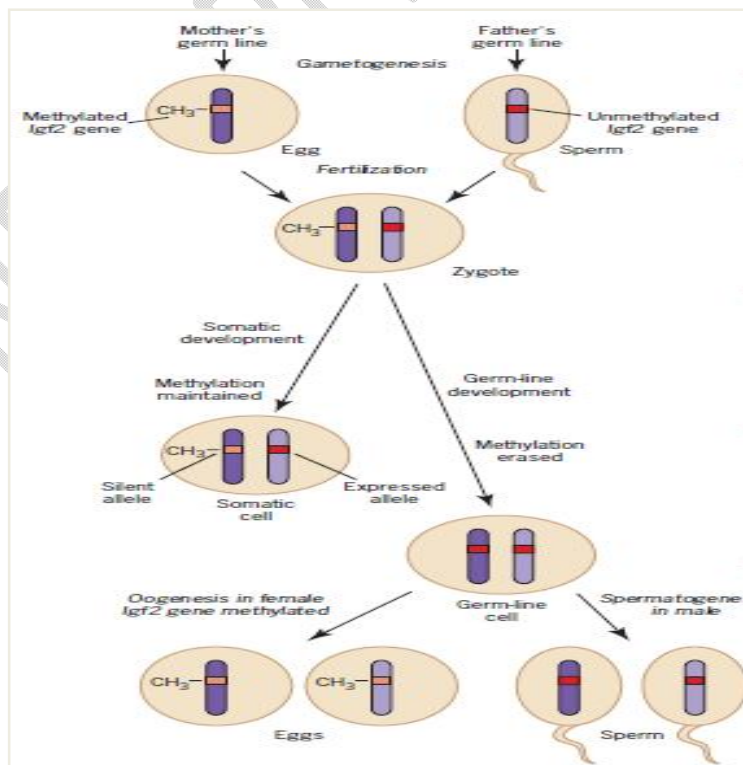 Mother's
germ line
Father's
germ line
Gametogenesis
CH3
Methylated
Igf2 gene
Unmethylated
Igf2 gene
Egg
Sperm
Fertilization
CH3
Zygote
Somatic
development
Methylation
maintained
Germ-line
development
Methylation
erased
CH3
Silent
allele
Expressed
allele
Somatic
cell
Oogenesis in female
Igf2 gene methylated
Germ-line
cell
Spermatogene
in male
CH3
CH3
Eggs
Sperm